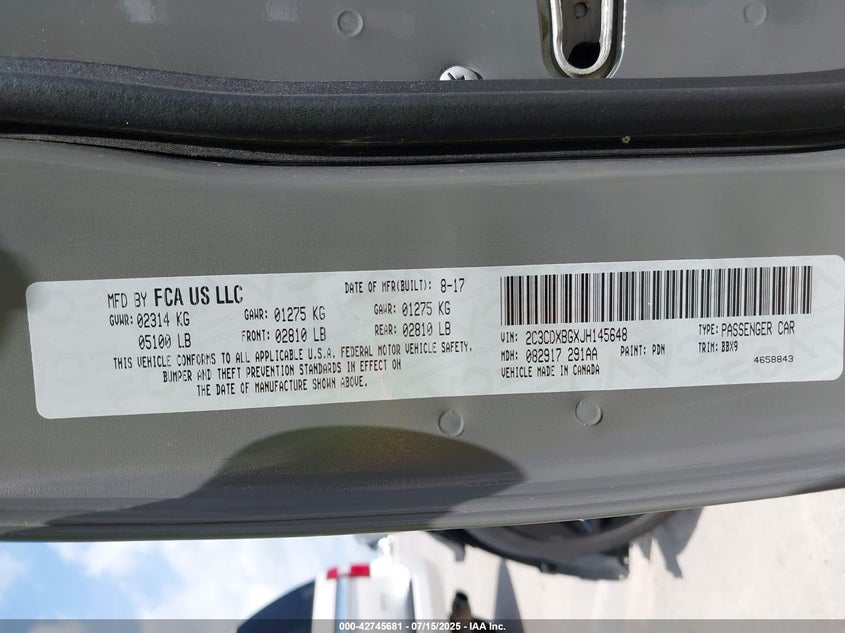 MFD BY FCA US LLC DATE OF MFR(BUILT): 8-17
GVWR: 02314 KG GAWR: 01275 KG GAWR: 01275 KG
05100 LB FRONT: 02810 LB REAR: 02810 LB
THIS VEHICLE CONFORMS TO ALL APPLICABLE U.S.A. FEDERAL MOTOR VEHICLE SAFETY,
BUMPER AND THEFT PREVENTION STANDARDS IN EFFECT ON
THE DATE OF MANUFACTURE SHOWN ABOVE.
VIN: 2C3CDXBGXJH145648 TYPE: PASSENGER CAR
MDH: 082917 291AA PAINT: PDN TRIM: BBX9
VEHICLE MADE IN CANADA 4658843
000-42745681 - 07/15/2025 - IAA Inc.